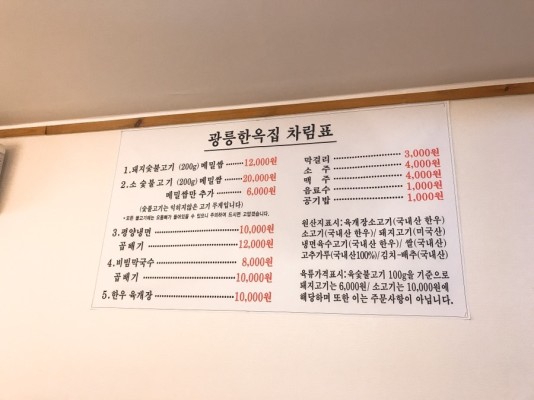 광릉한옥집 차림표
1.돼지숯불고기 (200g) 메밀쌈 ······· 12,000원
2.소 숯불고기 (200g) 메밀쌈 ····· 20,000원
메밀쌈만 추가 ········ 6,000원
(숯불고기는 익히지않은 고기 무게입니다)
3.평양냉면 ················ 10,000원
곱빼기 ················ 12,000원
4.비빔막국수 ················ 8,000원
곱빼기 ················ 10,000원
5.한우 육개장 ················ 10,000원
막걸리 ················ 3,000원
소 주 ················ 4,000원
맥 주 ················ 4,000원
음료수 ················ 1,000원
공기밥 ················ 1,000원
원산지표시:육개장소고기(국내산 한우)
소고기(국내산 한우)/ 돼지고기(미국산)
냉면육수고기(국내산 한우)/ 쌀(국내산)
고추가루(국내산100%)/김치-배추(국내산)
육류가격표시:육숯불고기 100g을 기준으로
돼지고기는 6,000원/ 소고기는 10,000원에
해당하며 또한 이는 주문사항이 아닙니다.